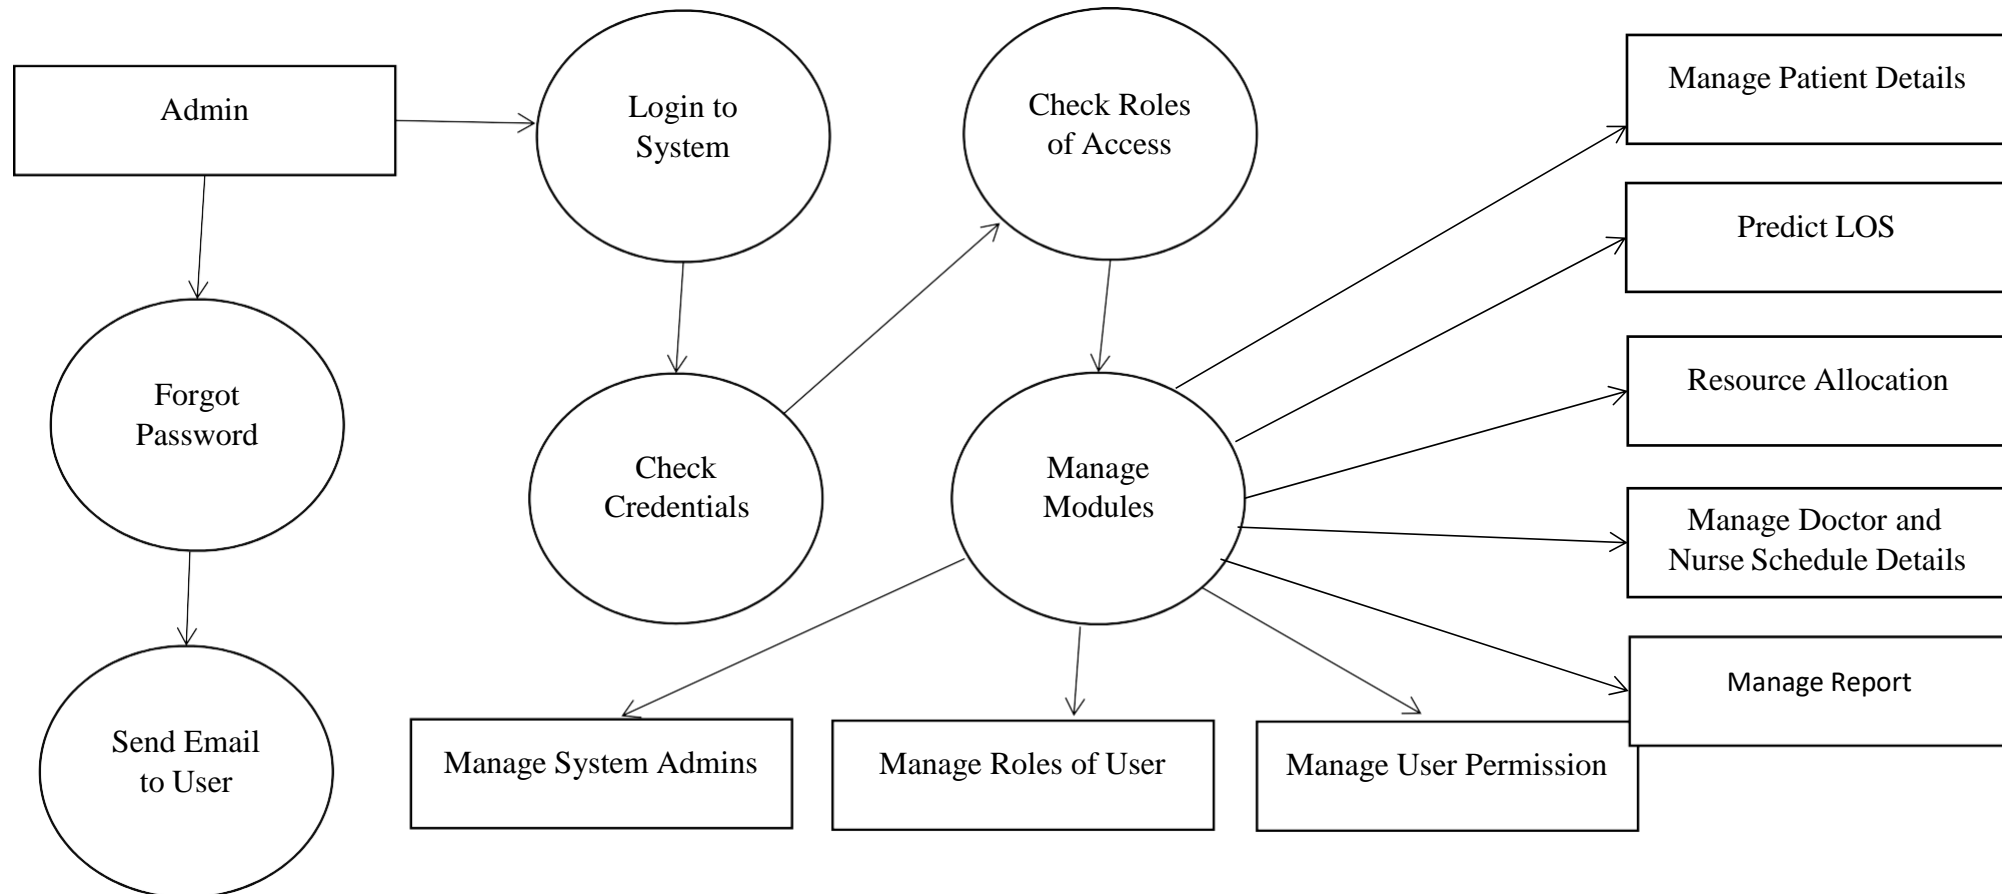 Admin
Login to
System
Check Roles
of Access
Manage Patient Details
Predict LOS
Forgot
Password
Check
Credentials
Manage
Modules
Resource Allocation
Manage Doctor and
Nurse Schedule Details
Manage Report
Send Email
to User
Manage System Admins
Manage Roles of User
Manage User Permission